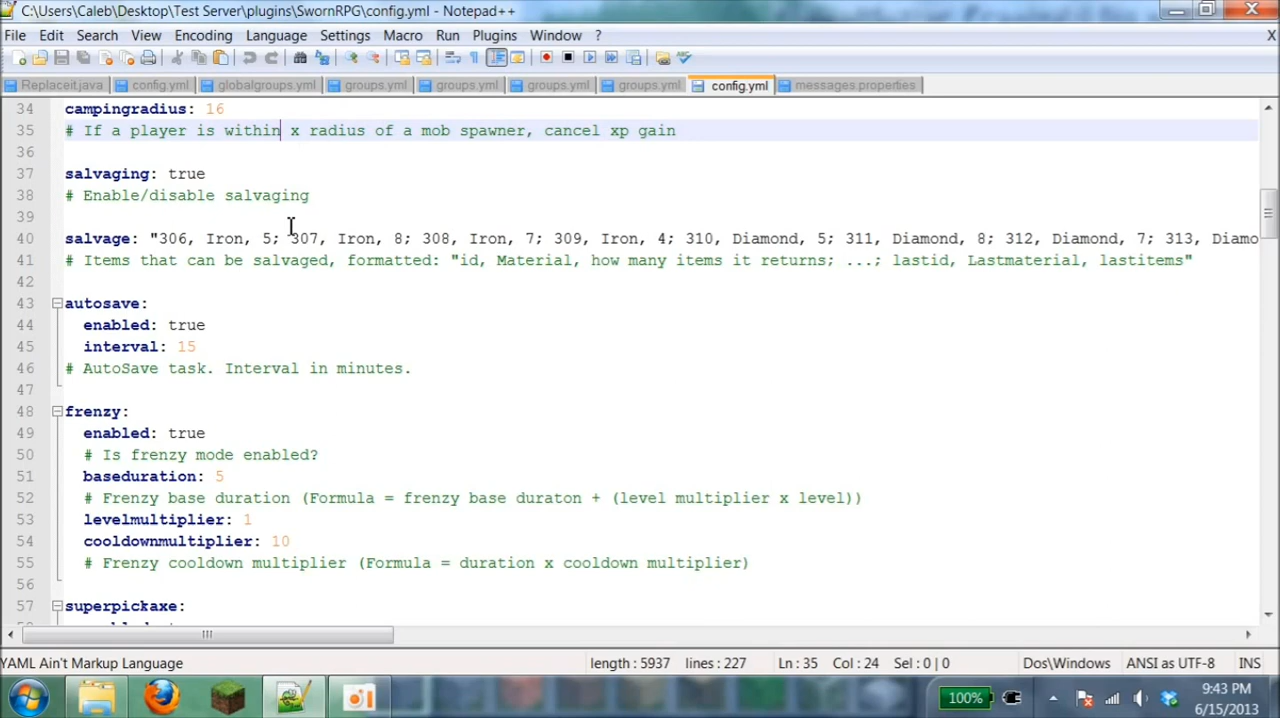 C:\Users\Caleb\Desktop\Test Server\plugins\SwornRPG\config.yml - Notepad++
File Edit Search View Encoding Language Settings Macro Run Plugins Window ? X
Replaceit.java config.yml globalgroups.yml groups.yml groups.yml groups.yml groups.yml config.yml messages.properties
34 campingradius: 16
35 # If a player is within x radius of a mob spawner, cancel xp gain
36
37 salvaging: true
38 # Enable/disable salvaging
39
40 salvage: "306, Iron, 5; 307, Iron, 8; 308, Iron, 7; 309, Iron, 4; 310, Diamond, 5; 311, Diamond, 8; 312, Diamond, 7; 313, Diamo
41 # Items that can be salvaged, formatted: "id, Material, how many items it returns; ...; lastid, Lastmaterial, lastitems"
42
43 autosave:
44 enabled: true
45 interval: 15
46 # AutoSave task. Interval in minutes.
47
48 frenzy:
49 enabled: true
50 # Is frenzy mode enabled?
51 baseduration: 5
52 # Frenzy base duration (Formula = frenzy base duraton + (level multiplier x level))
53 levelmultiplier: 1
54 cooldownmultiplier: 10
55 # Frenzy cooldown multiplier (Formula = duration x cooldown multiplier)
56
57 superpickaxe:
YAML Ain't Markup Language length : 5937 lines : 227 Ln : 35 Col : 24 Sel : 0 | 0 Dos\Windows ANSI as UTF-8 INS
100% 9:43 PM
6/15/2013